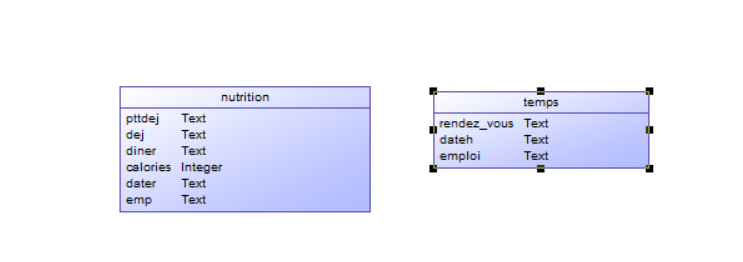 nutrition
pttdej Text
dej Text
diner Text
calories Integer
dater Text
emp Text
temps
rendez_vous Text
dateh Text
emploi Text